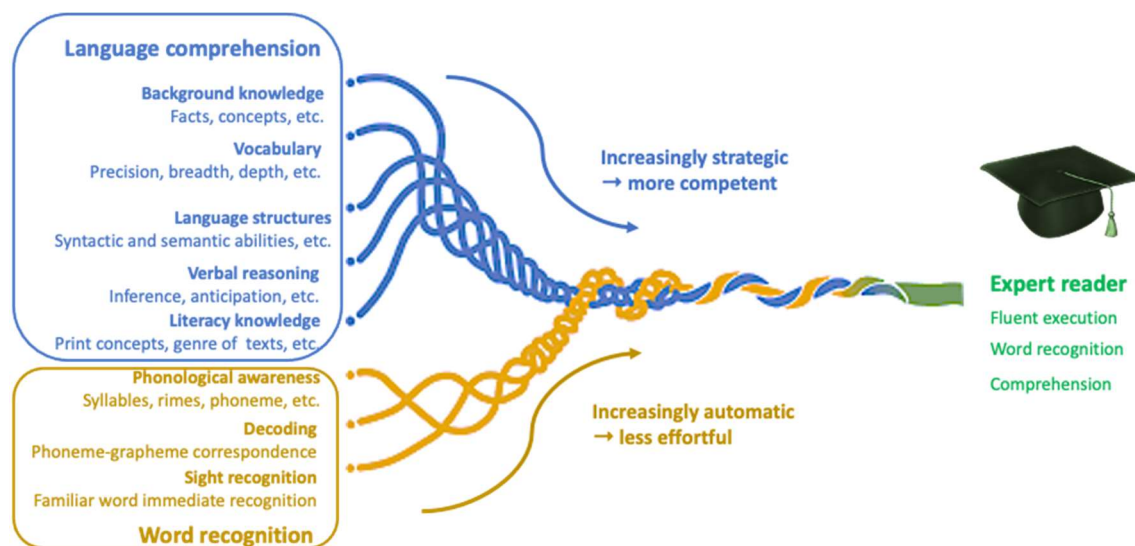 Language comprehension
Background knowledge
Facts, concepts, etc.
Vocabulary
Precision, breadth, depth, etc.
Language structures
Syntactic and semantic abilities, etc.
Verbal reasoning
Inference, anticipation, etc.
Literacy knowledge
Print concepts, genre of texts, etc.
Phonological awareness
Syllables, rimes, phoneme, etc.
Decoding
Phoneme-grapheme correspondence
Sight recognition
Familiar word immediate recognition
Word recognition
Increasingly strategic
→ more competent
Increasingly automatic
→ less effortful
Expert reader
Fluent execution
Word recognition
Comprehension